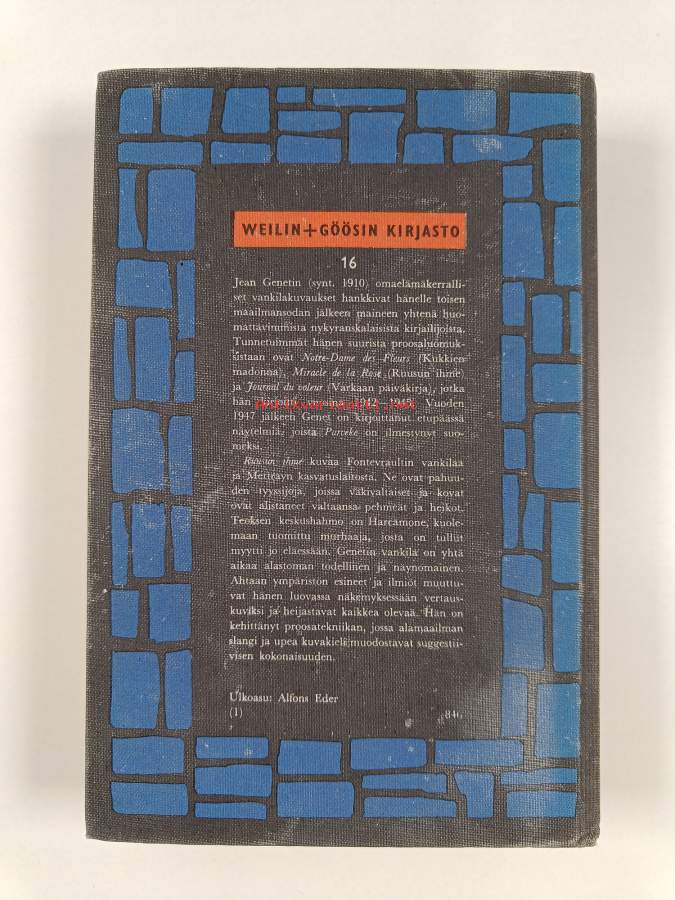 WEILIN+GÖÖSIN KIRJASTO
16
Jean Genetin (synt. 1910) omaelämäkerralli-
set vankilakuvaukset hankkivat hänelle toisen
maailmansodan jälkeen maineen yhtenä huo-
mattavimmista nykyranskalaisista kirjailijoista.
Tunnetuimmat hänen suurista proosaluomuk-
sistaan ovat Notre-Dame des Fleurs (Kukkien
madonna), Miracle de la Rose (Ruusun ihme)
ja Journal du voleur (Varkaan päiväkirja), jotka
hän Vuoden
1947 jälkeen Genet on kirjoittanut etupäässä
näytelmiä, joista Parveke on ilmestynyt suo-
meksi.
Ruusun ihme kuvaa Fontevraultin vankilaa
ja Mettrayn kasvatuslaitosta. Ne ovat pahuu-
den tyyssijoja, joissa väkivaltaiset ja kovat
ovat alistaneet valtaansa pehmeät ja heikot.
Teoksen keskushahmo on Harcamone, kuole-
maan tuomittu murhaaja, josta on tullut
myytti jo eläessään. Genetin vankila on yhtä
aikaa alastoman todellinen ja näynomainen.
Ahtaan ympäristön esineet ja ilmiöt muuttu-
vat hänen luovassa näkemyksessään vertaus-
kuviksi ja heijastavat kaikkea olevaa. Hän on
kehittänyt proosatekniikan, jossa alamaailman
slangi ja upea kuvakieli muodostavat suggestii-
visen kokonaisuuden.
Ulkoasu: Alfons Eder
(1)